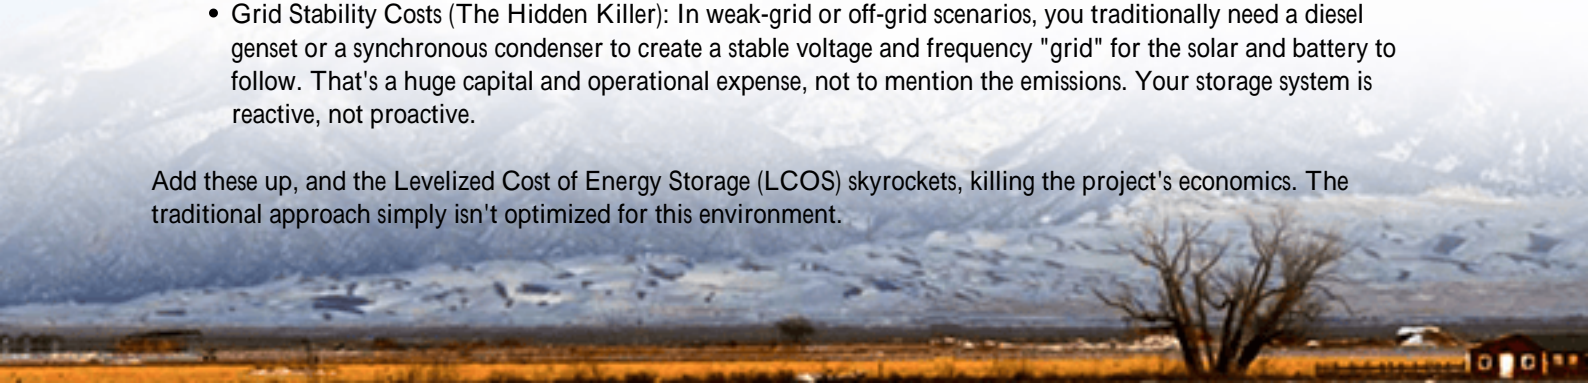 • Grid Stability Costs (The Hidden Killer): In weak-grid or off-grid scenarios, you traditionally need a diesel
genset or a synchronous condenser to create a stable voltage and frequency "grid" for the solar and battery to
follow. That's a huge capital and operational expense, not to mention the emissions. Your storage system is
reactive, not proactive.
Add these up, and the Levelized Cost of Energy Storage (LCOS) skyrockets, killing the project's economics. The
traditional approach simply isn't optimized for this environment.